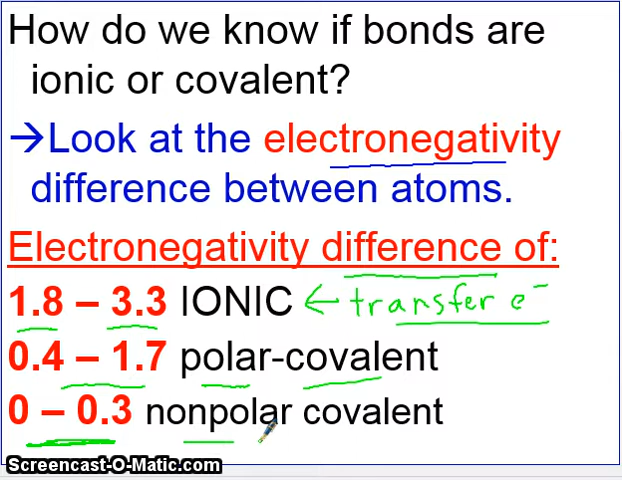 How do we know if bonds are
ionic or covalent?
→Look at the electronegativity
difference between atoms.
Electronegativity difference of:
1.8 – 3.3 IONIC ← transfer e⁻
0.4 – 1.7 polar-covalent
0 – 0.3 nonpolar covalent
Screencast-O-Matic.com